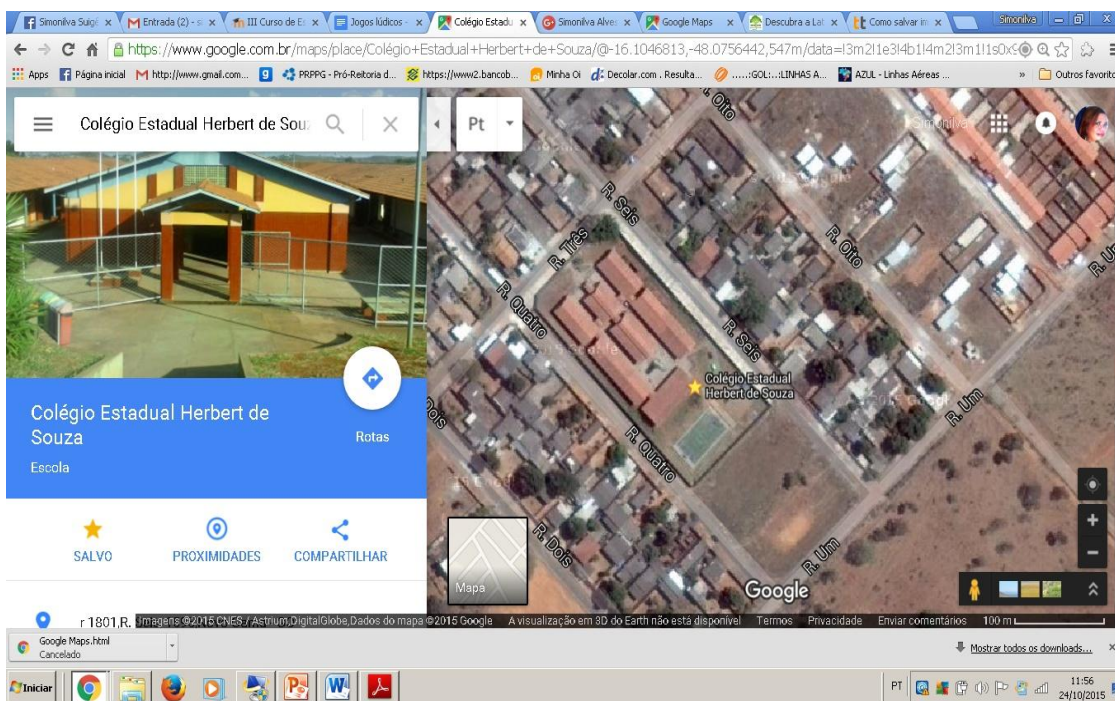 Simonilva Suig
Entrada (2) - s
III Curso de E
Jogos lúdicos -
Colégio Estadu
Simonilva Alves
Google Maps
Descubra a Lat
Como salvar im
Simonilva
https://www.google.com.br/maps/place/Colégio+Estadual+Herbert+de+Souza/@-16.1046813,-48.0756442,547m/data=!3m2!1e3!4b1!4m2!3m1!1s0x9
Apps
Página inicial
http://www.gmail.com...
PRPPG - Pró-Reitoria d...
https://www2.bancob...
Minha Oi
Decolar.com . Resulta...
.....:GOL:..:LINHAS A...
AZUL - Linhas Aéreas ...
»
Outros favorito
Colégio Estadual Herbert de Sou
Pt
Simonilva
R. Oito
R. Seis
R. Três
R. Oito
R. Quatro
R. Seis
Colégio Estadual
Herbert de Souza
R. Um
R. Quatro
R. Dois
R. Um
Mapa
Google
Colégio Estadual Herbert de
Souza
Rotas
Escola
SALVO
PROXIMIDADES
COMPARTILHAR
r 1801,R.
Imagens ©2015 CNES / Astrium,DigitalGlobe,Dados do mapa ©2015 Google
A visualização em 3D do Earth não está disponível
Termos
Privacidade
Enviar comentários
100 m
Google Maps.html
Cancelado
Mostrar todos os downloads...
Iniciar
PT
11:56
24/10/2015